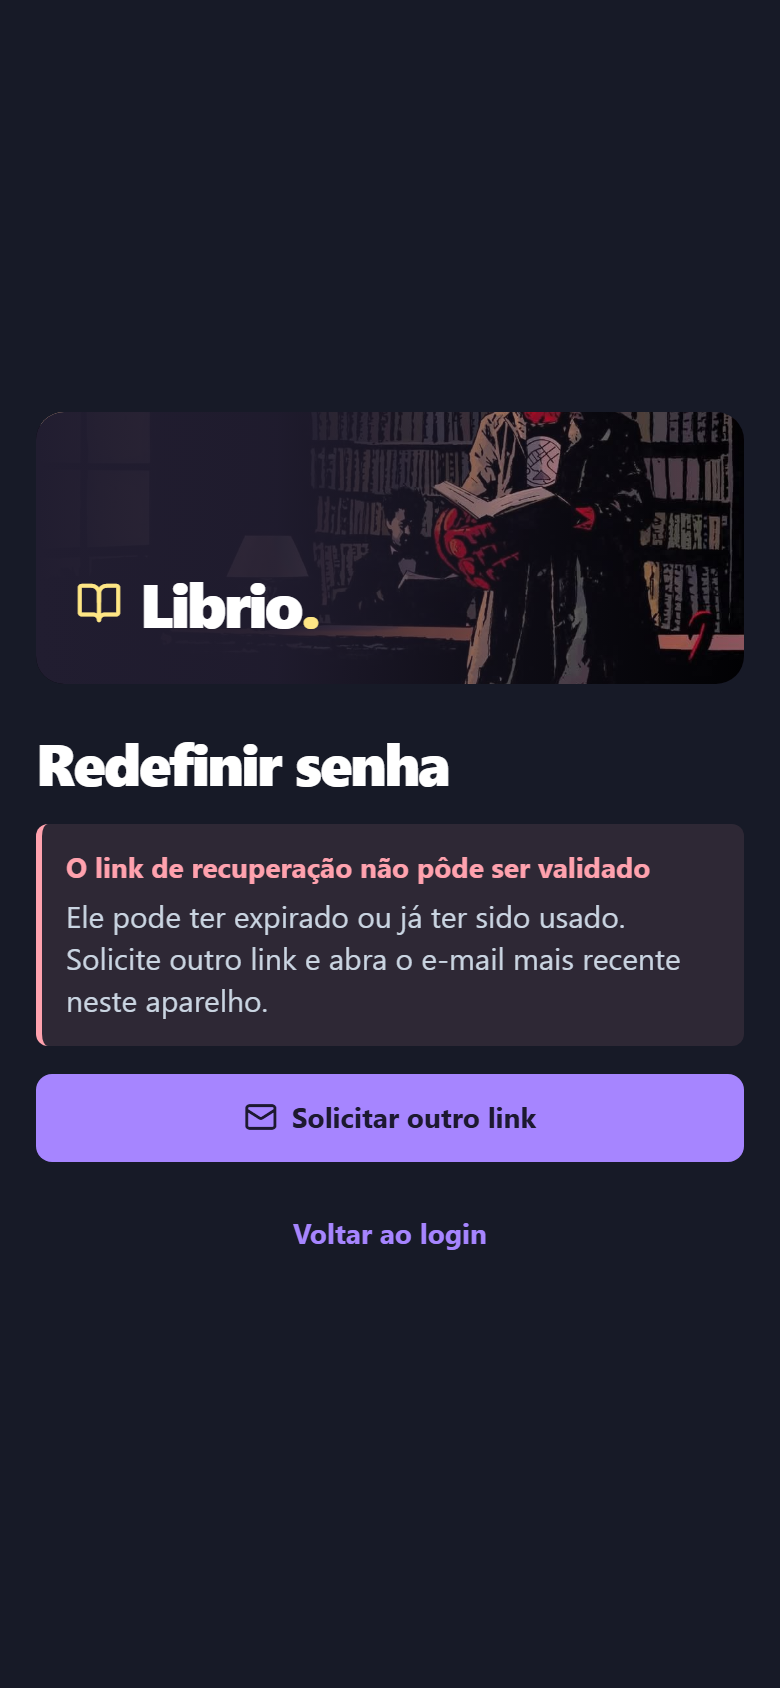 Librio.
Redefinir senha
O link de recuperação não pôde ser validado
Ele pode ter expirado ou já ter sido usado.
Solicite outro link e abra o e-mail mais recente
neste aparelho.
Solicitar outro link
Voltar ao login